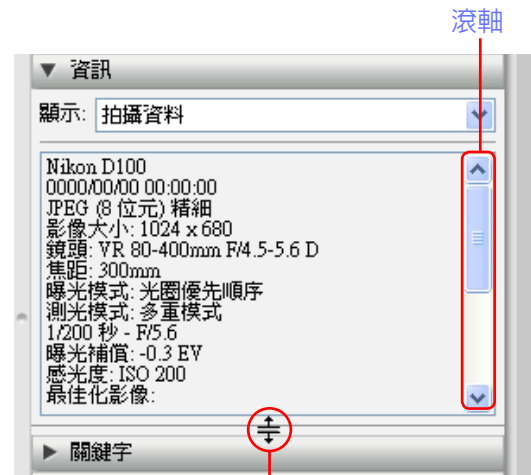 滾軸
資訊
顯示: 拍攝資料
Nikon D100
0000/00/00 00:00:00
JPEG (8 位元) 精細
影像大小: 1024 x 680
鏡頭: VR 80-400mm F/4.5-5.6 D
焦距: 300mm
曝光模式: 光圈優先順序
測光模式: 多重模式
1/200 秒 - F/5.6
曝光補償: -0.3 EV
感光度: ISO 200
最佳化影像:
關鍵字